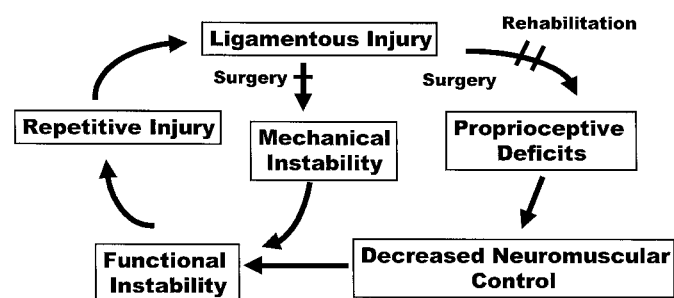 Rehabilitation
Ligamentous Injury
Surgery
Surgery
Repetitive Injury
Mechanical
Instability
Proprioceptive
Deficits
Functional
Instability
Decreased Neuromuscular
Control